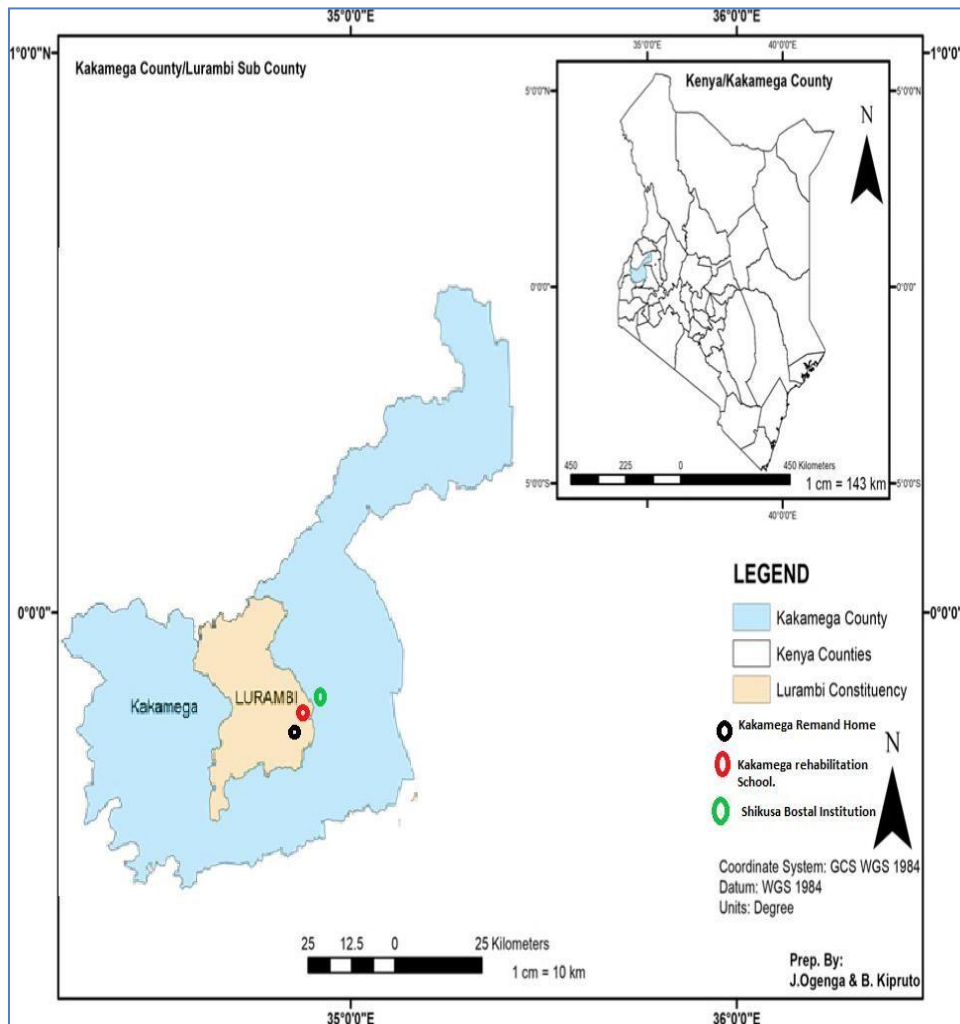 35°0'0"E
36°0'0"E
1°0'0"N
1°0'0"N
Kakamega County/Lurambi Sub County
35°0'0"E
40°0'0"E
Kenya/Kakamega County
5°0'0"N
5°0'0"N
N
0°0'0"
0°0'0"
450
225
0
450 Kilometers
1 cm = 143 km
5°0'0"S
5°0'0"S
40°0'0"E
0°0'0"
0°0'0"
LURAMBI
Kakamega
LEGEND
Kakamega County
Kenya Counties
Lurambi Constituency
Kakamega Remand Home
Kakamega rehabilitation
School.
Shikusa Bostal Institution
N
Coordinate System: GCS WGS 1984
Datum: WGS 1984
Units: Degree
25
12.5
0
25 Kilometers
1 cm = 10 km
Prep. By:
J.Ogenga & B. Kipruto
35°0'0"E
36°0'0"E